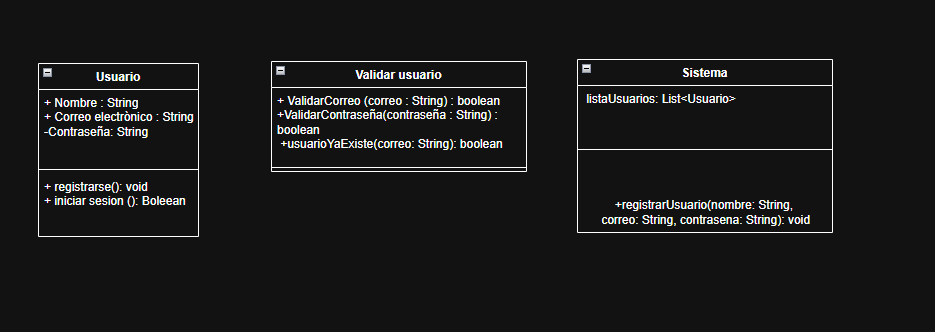 Usuario
+ Nombre : String
+ Correo electrònico : String
-Contraseña: String
+ registrarse(): void
+ iniciar sesion (): Boleean
Validar usuario
+ ValidarCorreo (correo : String) : boolean
+ValidarContraseña(contraseña : String) :
boolean
+usuarioYaExiste(correo: String): boolean
Sistema
listaUsuarios: List<Usuario>
+registrarUsuario(nombre: String,
correo: String, contrasena: String): void